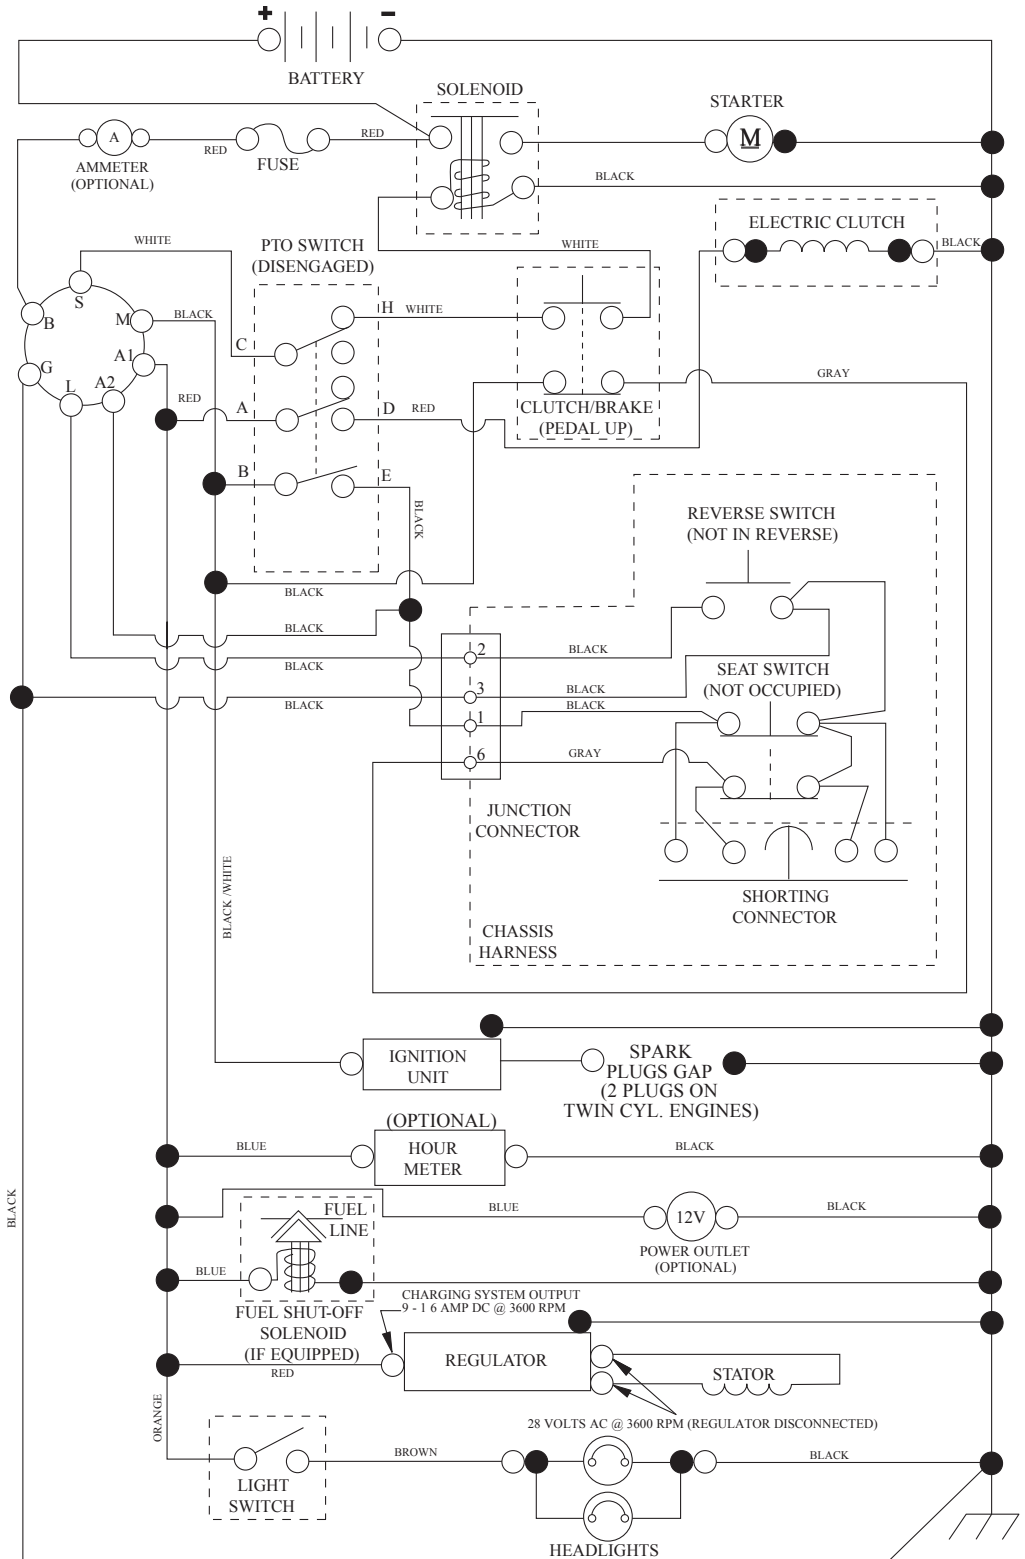 +
-
BATTERY
SOLENOID
STARTER
A
RED
FUSE
RED
M
AMMETER
(OPTIONAL)
BLACK
ELECTRIC CLUTCH
BLACK
WHITE
PTO SWITCH
(DISENGAGED)
WHITE
S
B
M
BLACK
H
WHITE
C
G
A1
L
A2
GRAY
RED
A
D
RED
CLUTCH/BRAKE
(PEDAL UP)
B
E
BLACK
REVERSE SWITCH
(NOT IN REVERSE)
BLACK
BLACK
2
BLACK
BLACK
SEAT SWITCH
(NOT OCCUPIED)
3
BLACK
BLACK
BLACK
1
6
GRAY
JUNCTION
CONNECTOR
BLACK /WHITE
SHORTING
CONNECTOR
CHASSIS
HARNESS
IGNITION
UNIT
SPARK
PLUGS GAP
(2 PLUGS ON
TWIN CYL. ENGINES)
(OPTIONAL)
HOUR
METER
BLUE
BLACK
BLACK
FUEL
LINE
BLUE
12V
BLACK
POWER OUTLET
(OPTIONAL)
BLUE
CHARGING SYSTEM OUTPUT
9 - 1 6 AMP DC @ 3600 RPM
FUEL SHUT-OFF
SOLENOID
(IF EQUIPPED)
RED
REGULATOR
STATOR
ORANGE
28 VOLTS AC @ 3600 RPM (REGULATOR DISCONNECTED)
BROWN
BLACK
LIGHT
SWITCH
HEADLIGHTS